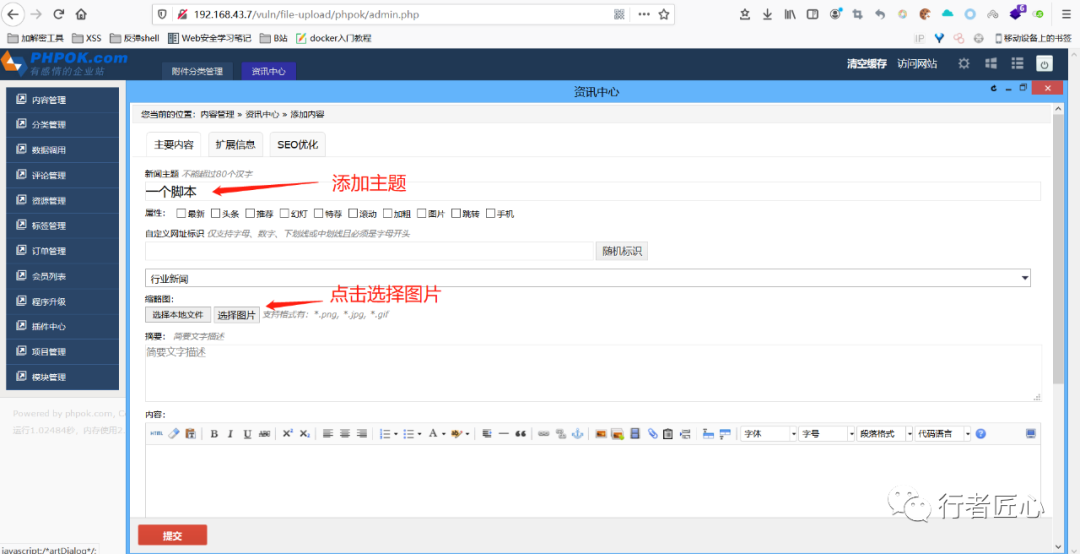 192.168.43.7/vuln/file-upload/phpok/admin.php
加解密工具 XSS 反弹shell Web安全学习笔记 B站 docker入门教程 移动设备上的书签
PHPOK.com
有感情的企业站
附件分类管理 资讯中心 清空缓存 访问网站
资讯中心
内容管理
分类管理
数据调用
评论管理
资源管理
标签管理
订单管理
会员列表
程序升级
插件中心
项目管理
模块管理
Powered by phpok.com, C
运行1.02484秒, 内存使用2.
您当前的位置: 内容管理 » 资讯中心 » 添加内容
主要内容 扩展信息 SEO优化
新闻主题 不能超过80个汉字
一个脚本
添加主题
属性: 最新 头条 推荐 幻灯 特荐 滚动 加粗 图片 跳转 手机
自定义网址标识 仅支持字母、数字、下划线或中划线且必须是字母开头
随机标识
行业新闻
点击选择图片
缩略图:
选择本地文件 选择图片 支持格式有: *.png, *.jpg, *.gif
摘要: 简要文字描述
简要文字描述
内容:
HTML B I U ABC X² X₂ A 字体 字号 段落格式 代码语言
提交
行者匠心
javascript:/*artDialog*/;